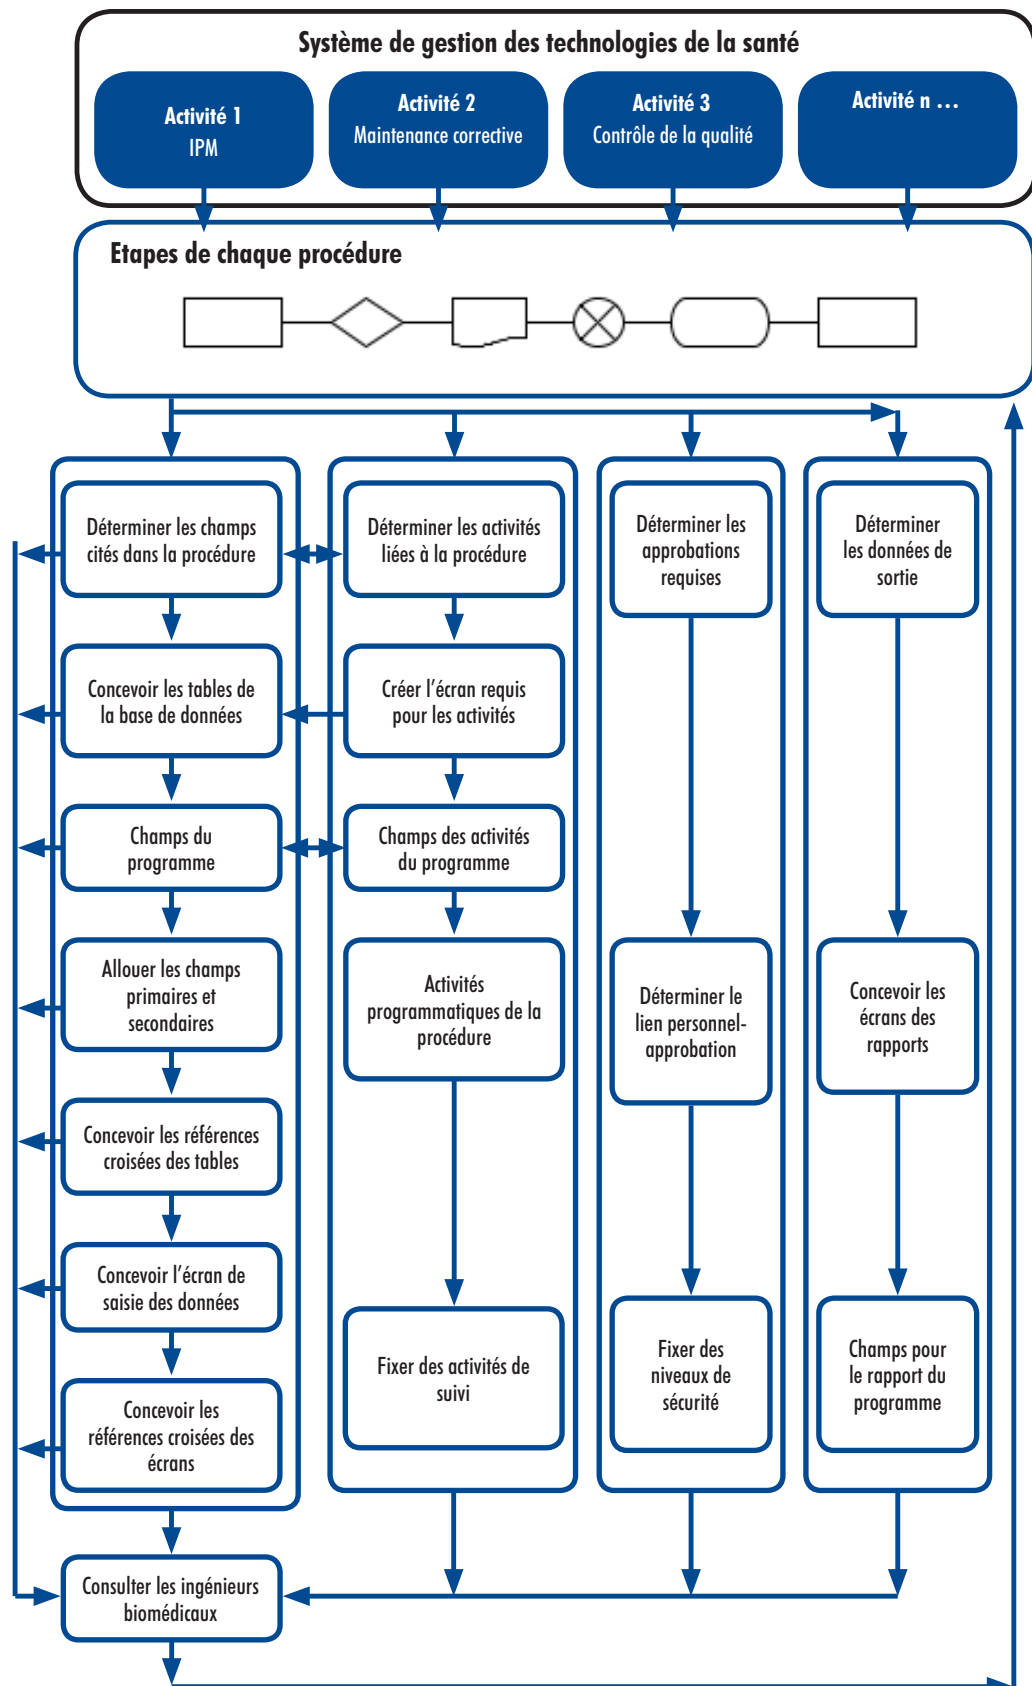 Système de gestion des technologies de la santé
Activité 1
IPM
Activité 2
Maintenance corrective
Activité 3
Contrôle de la qualité
Activité n ...
Etapes de chaque procédure
Déterminer les champs
cités dans la procédure
Concevoir les tables de
la base de données
Champs du
programme
Allouer les champs
primaires et
secondaires
Concevoir les références
croisées des tables
Concevoir l’écran de
saisie des données
Concevoir les
références croisées des
écrans
Déterminer les activités
liées à la procédure
Créer l’écran requis
pour les activités
Champs des activités
du programme
Activités
programmatiques de la
procédure
Fixer des activités de
suivi
Déterminer les
approbations
requises
Déterminer le
lien personnel-
approbation
Fixer des
niveaux de
sécurité
Déterminer
les données de
sortie
Concevoir les
écrans des
rapports
Champs pour
le rapport du
programme
Consulter les ingénieurs
biomédicaux